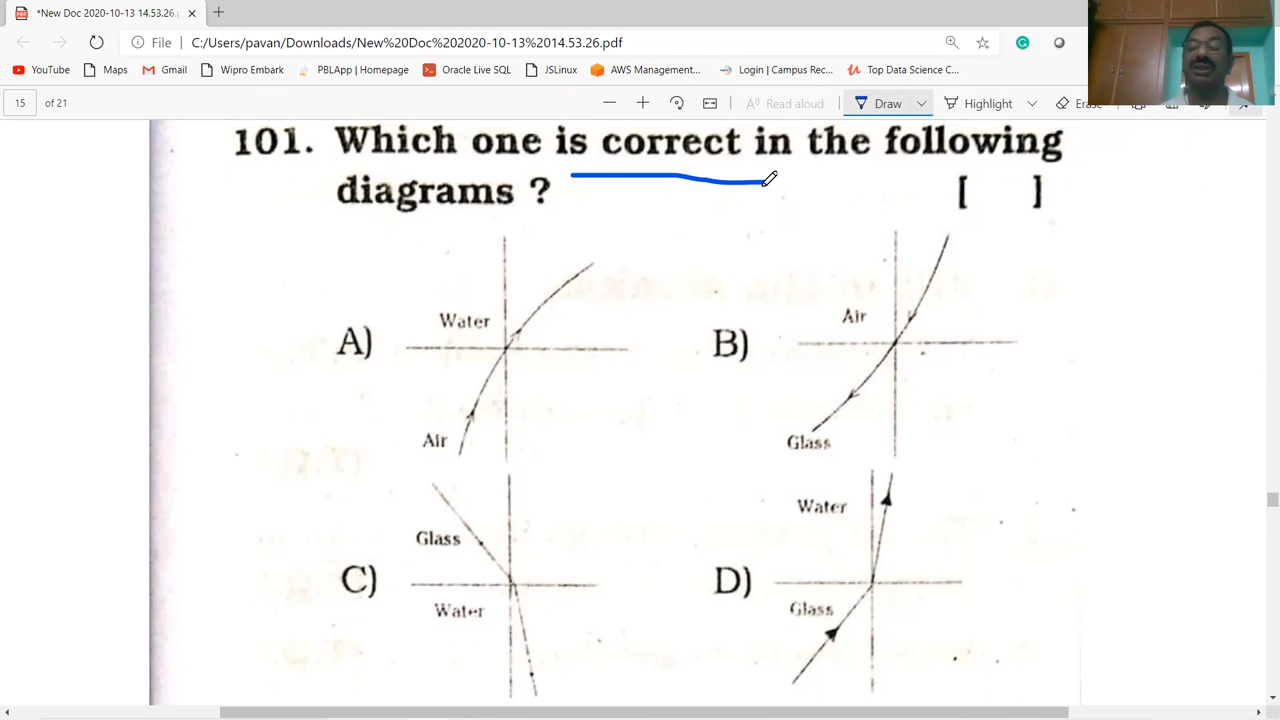 *New Doc 2020-10-13 14.53.26.p
File C:/Users/pavan/Downloads/New%20Doc%202020-10-13%2014.53.26.pdf
YouTube Maps Gmail Wipro Embark PBLApp | Homepage Oracle Live SQL JSLinux AWS Management... Login | Campus Rec... Top Data Science C...
15 of 21 Read aloud Draw Highlight Erase
101. Which one is correct in the following
diagrams ? [ ]
A) Water
Air
B) Air
Glass
C) Glass
Water
D) Water
Glass